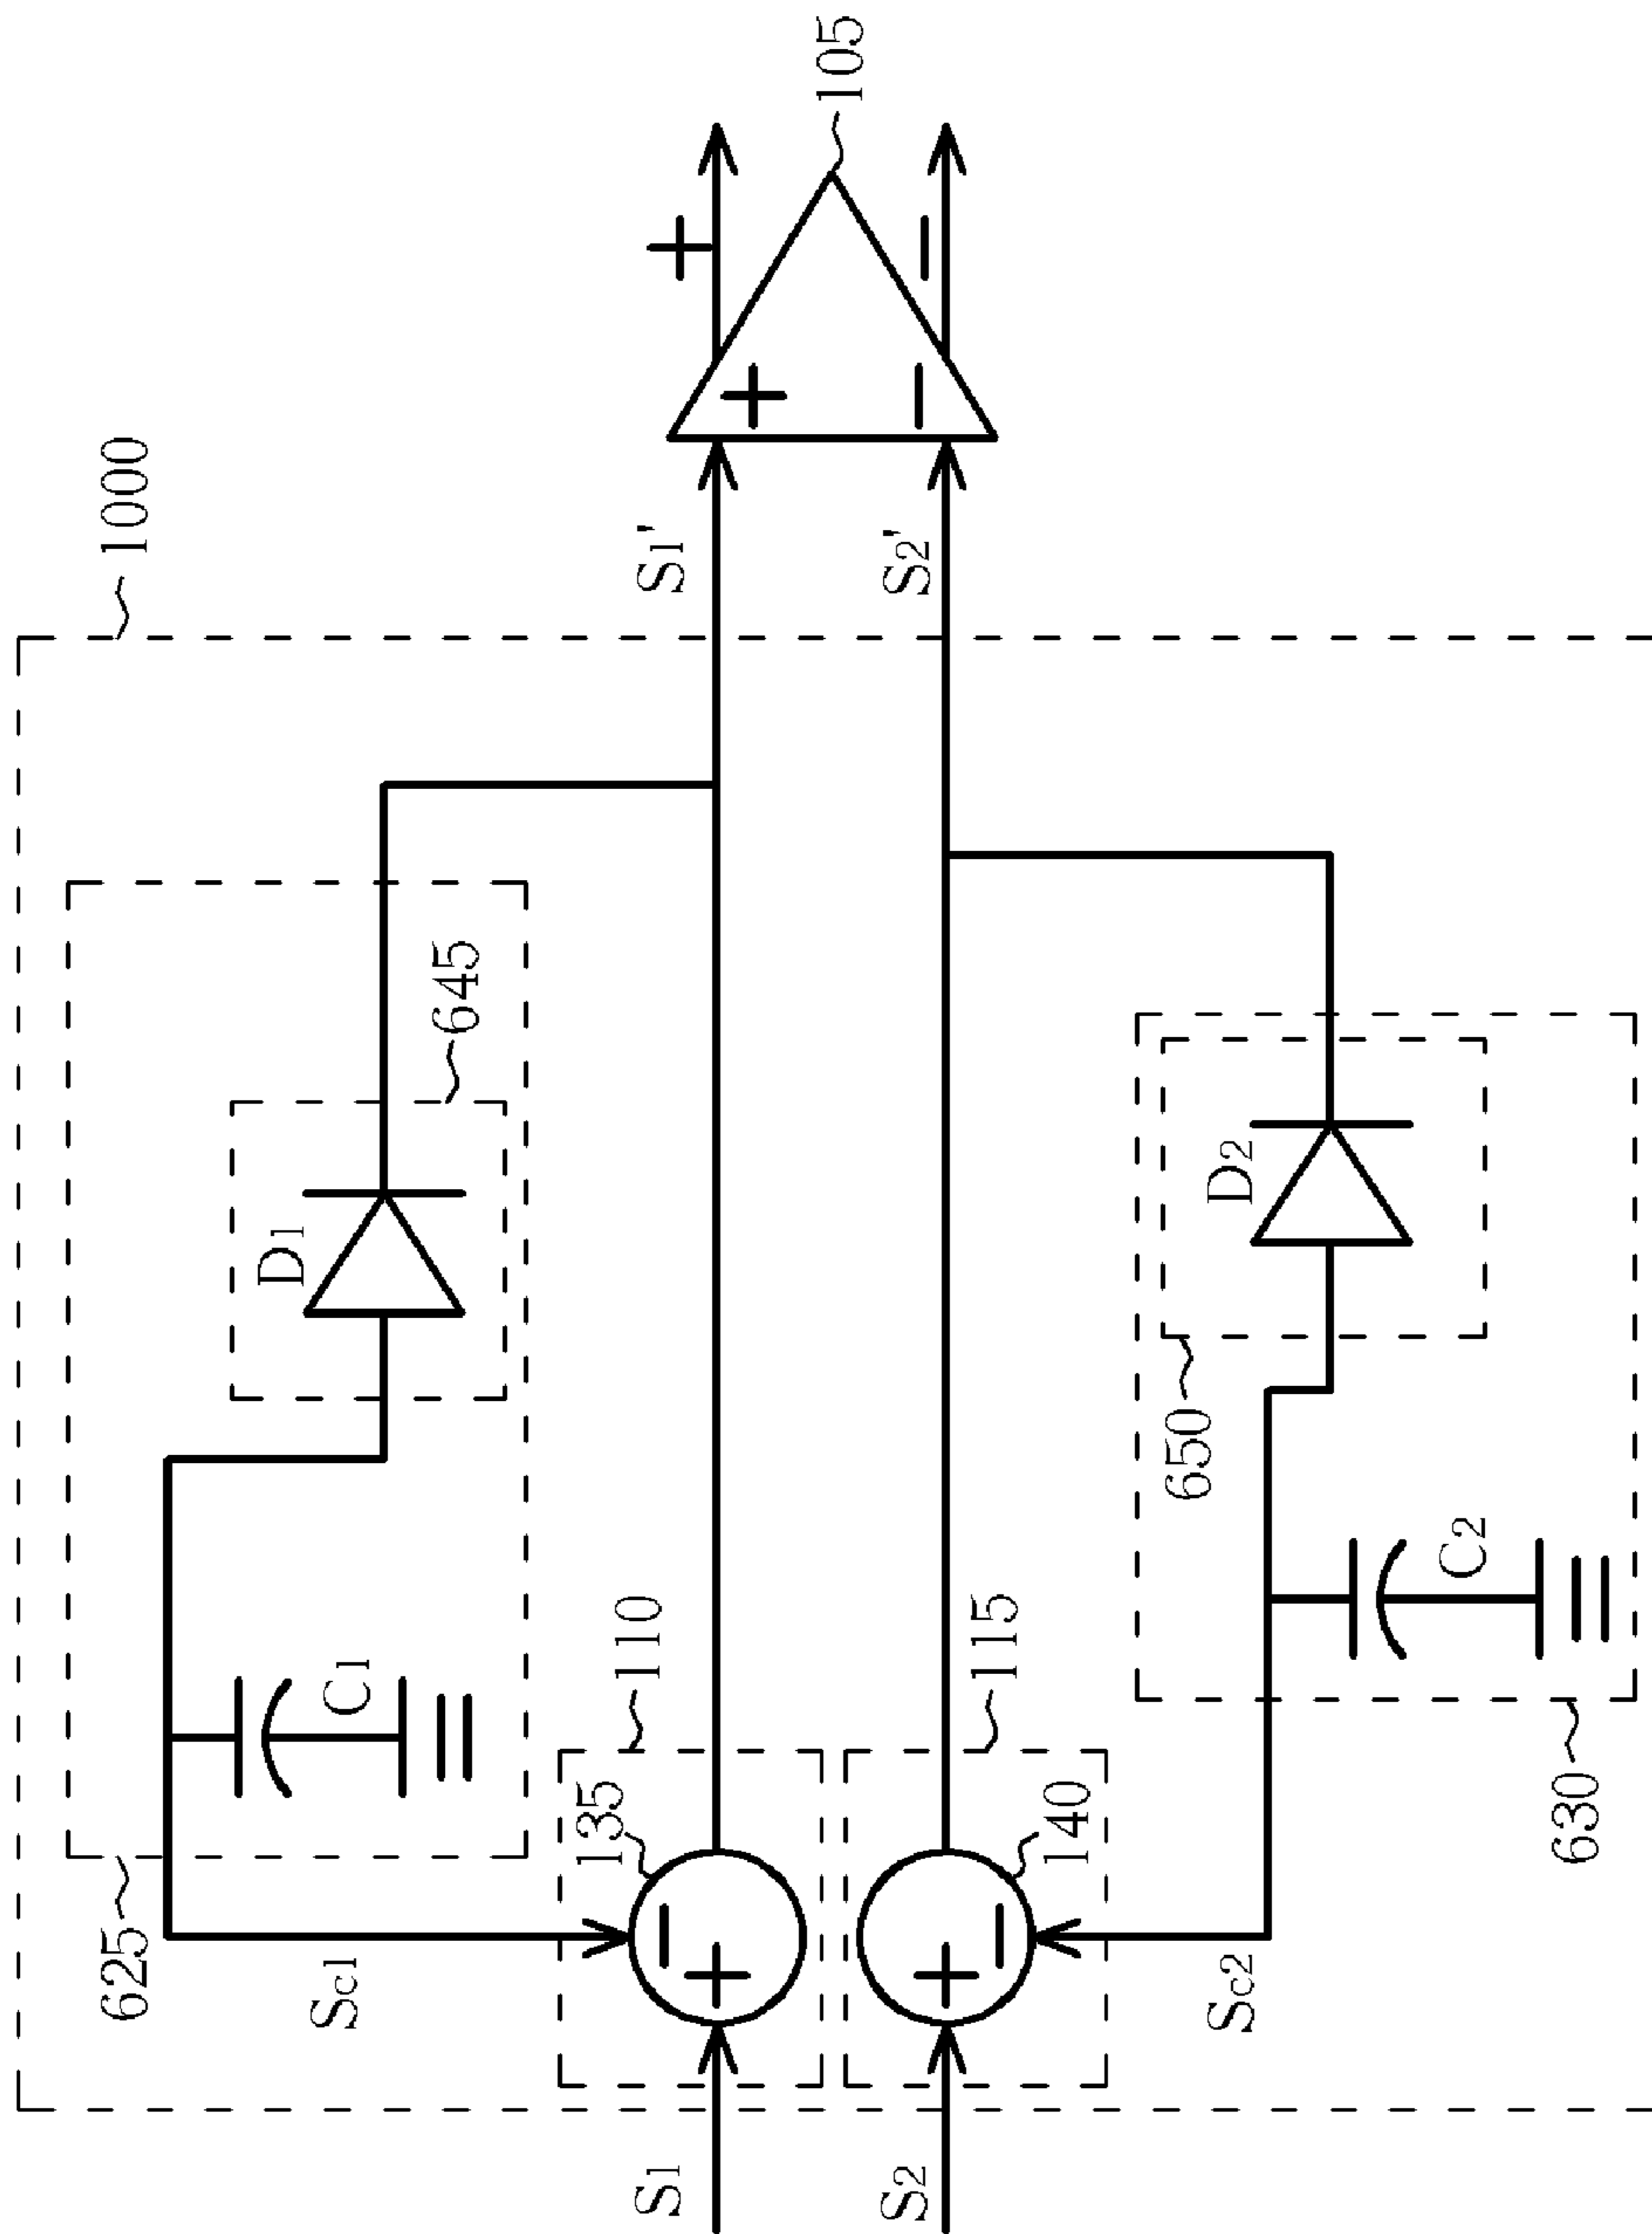 1000
625
Sc1
C1
D1
645
S1
135
110
S1'
+
-
+
-
+
-
+
-
105
S2
140
115
S2'
Sc2
C2
650
D2
630